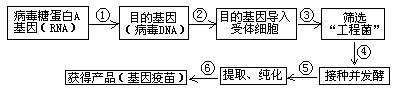 病毒糖蛋白A
基因（RNA）
①
目的基因
（病毒DNA）
②
目的基因导入
受体细胞
③
筛选
“工程菌”
④
接种并发酵
⑤
提取、纯化
⑥
获得产品（基因疫苗）